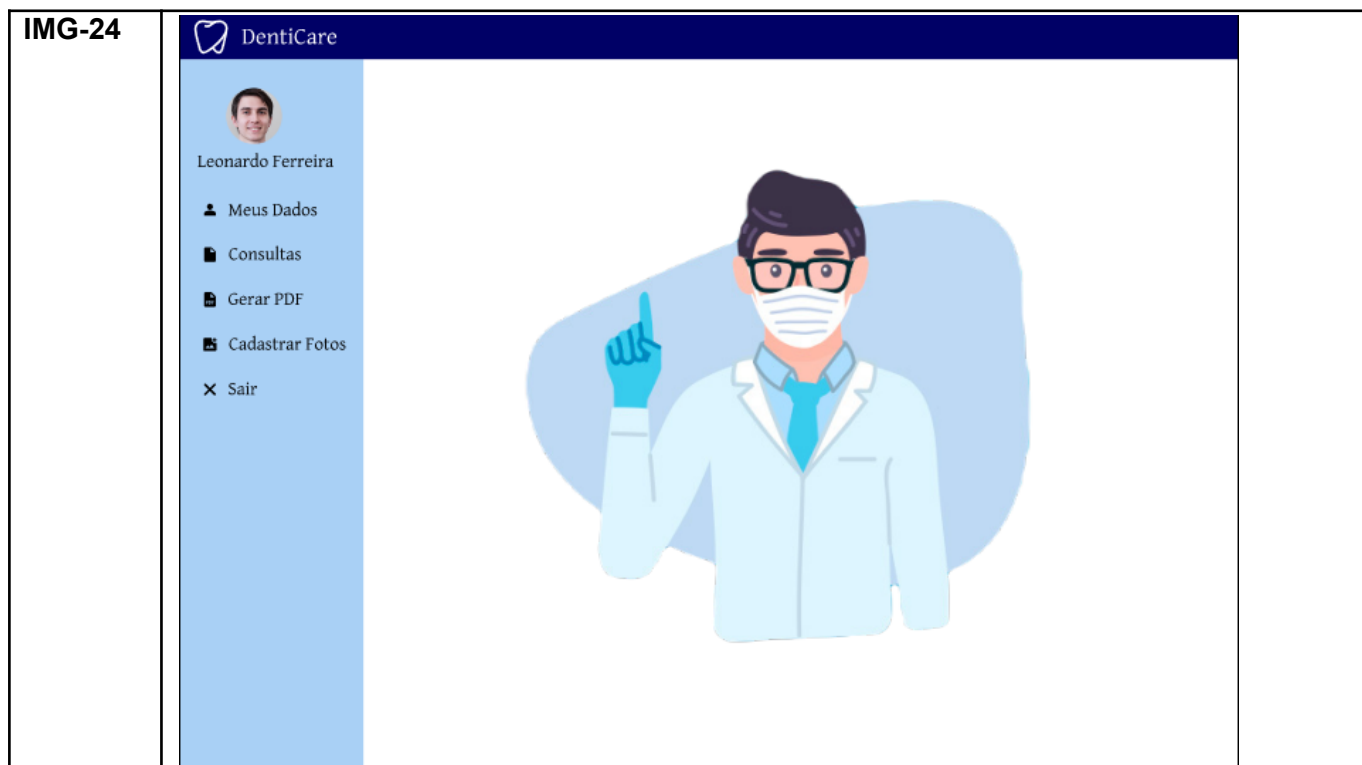 IMG-24
DentiCare
Leonardo Ferreira
Meus Dados
Consultas
Gerar PDF
Cadastrar Fotos
Sair